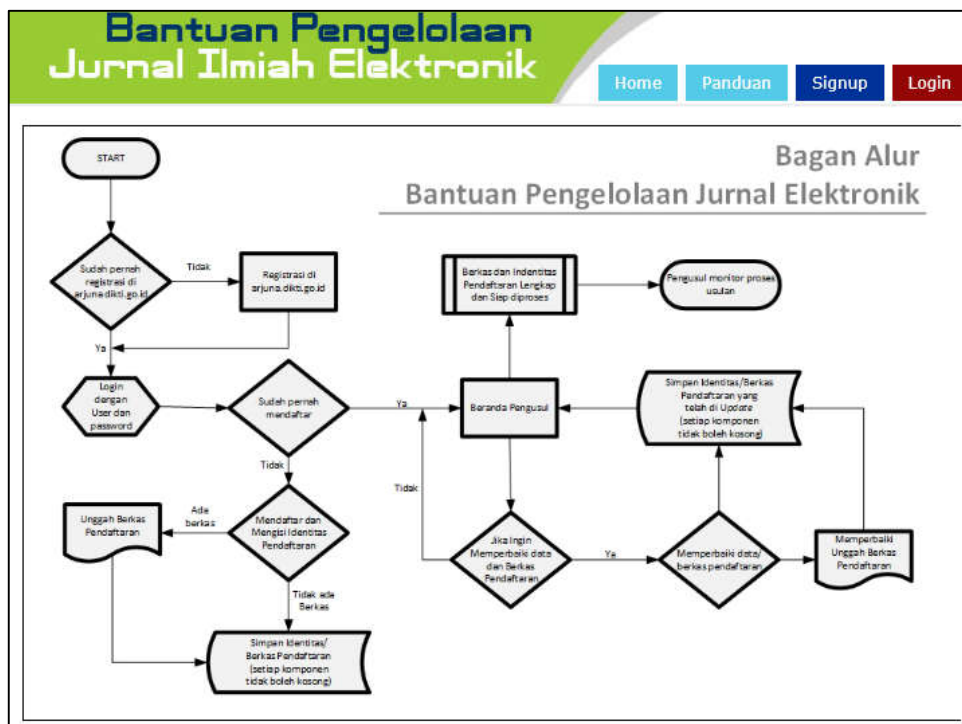 Bantuan Pengelolaan
Jurnal Ilmiah Elektronik
Home
Panduan
Signup
Login
Bagan Alur
Bantuan Pengelolaan Jurnal Elektronik
START
Sudah pernah
registrasi di
arjuna.dikti.go.id
Tidak
Registrasi di
arjuna.dikti.go.id
Ya
Login
dengan
User dan
password
Sudah pernah
mendaftar
Ya
Tidak
Mendaftar dan
Mengisi Identitas
Pendaftaran
Ada
berkas
Unggah Berkas
Pendaftaran
Tidak ada
Berkas
Simpan Identitas/
Berkas Pendaftaran
(setiap komponen
tidak boleh kosong)
Berkas dan Indentitas
Pendaftaran Lengkap
dan Siap diproses
Pengusul monitor proses
usulan
Beranda Pengusul
Simpan Identitas/Berkas
Pendaftaran yang
telah di Update
(setiap komponen
tidak boleh kosong)
Tidak
Jika Ingin
Memperbaiki data
dan Berkas
Pendaftaran
Ya
Memperbaiki data/
berkas pendaftaran
Memperbaiki
Unggah Berkas
Pendaftaran